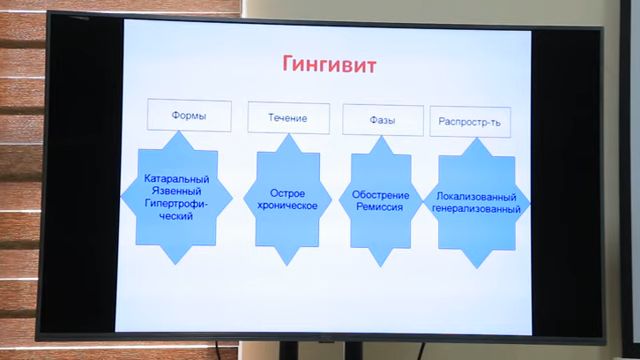 Гингивит
Формы
Течение
Фазы
Распростр-ть
Катаральный
Язвенный
Гипертрофи-
ческий
Острое
хроническое
Обострение
Ремиссия
Локализованный
генерализованный